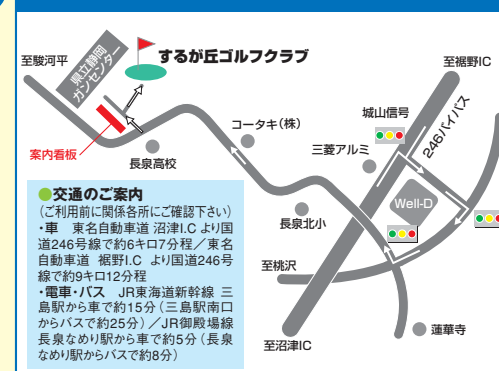 至駿河平
県立静岡
ガンセンター
するが丘ゴルフクラブ
至裾野IC
案内看板
長泉高校
コータキ(株)
城山信号
三菱アルミ
246バイパス
Well-D
長泉北小
至桃沢
至沼津IC
蓮華寺
●交通のご案内
(ご利用前に関係各所にご確認下さい)
・車 東名自動車道 沼津I.C より国
道246号線で約6キロ7分程／東名
自動車道 裾野I.C より国道246号
線で約9キロ12分程
・電車・バス JR東海道新幹線 三
島駅から車で約15分(三島駅南口
からバスで約25分)／JR御殿場線
長泉なめり駅から車で約5分(長泉
なめり駅からバスで約8分)